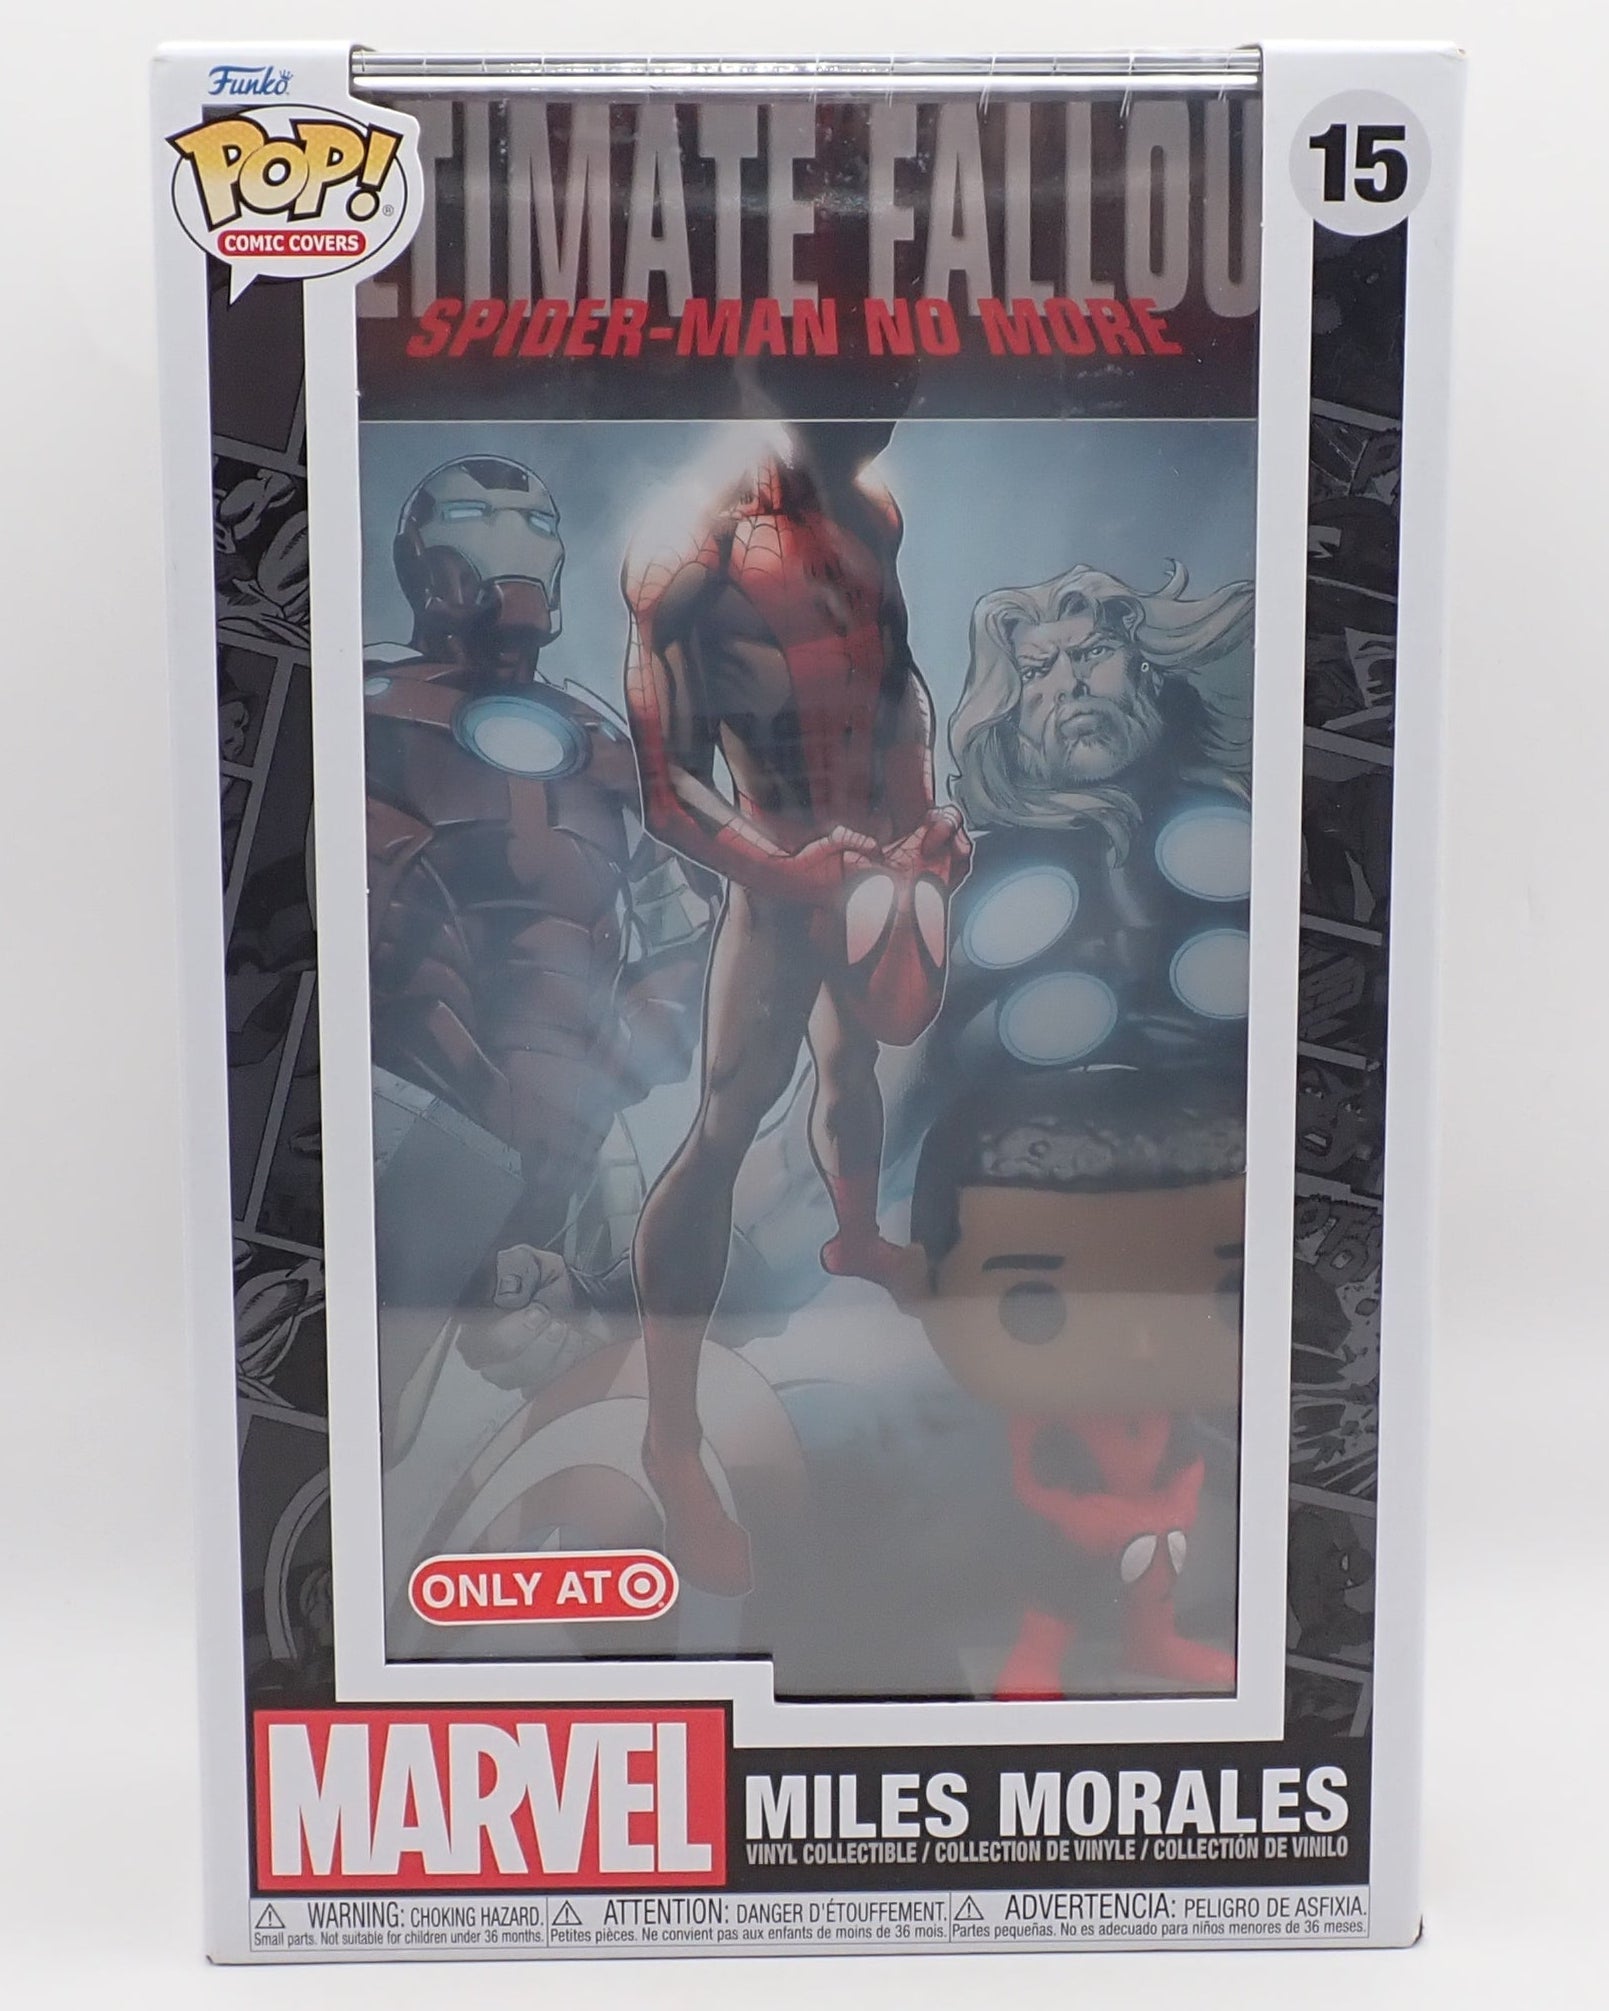 Funko
POP!®
COMIC COVERS
15
TIMATE FALLOU
SPIDER-MAN NO MORE
ONLY AT
MARVEL
MILES MORALES
VINYL COLLECTIBLE / COLLECTION DE VINYLE / COLLECTIÓN DE VINILO
WARNING: CHOKING HAZARD.
Small parts. Not suitable for children under 36 months.
ATTENTION: DANGER D'ÉTOUFFEMENT.
Petites pièces. Ne convient pas aux enfants de moins de 36 mois.
ADVERTENCIA: PELIGRO DE ASFIXIA.
Partes pequeñas. No es adecuado para niños menores de 36 meses.